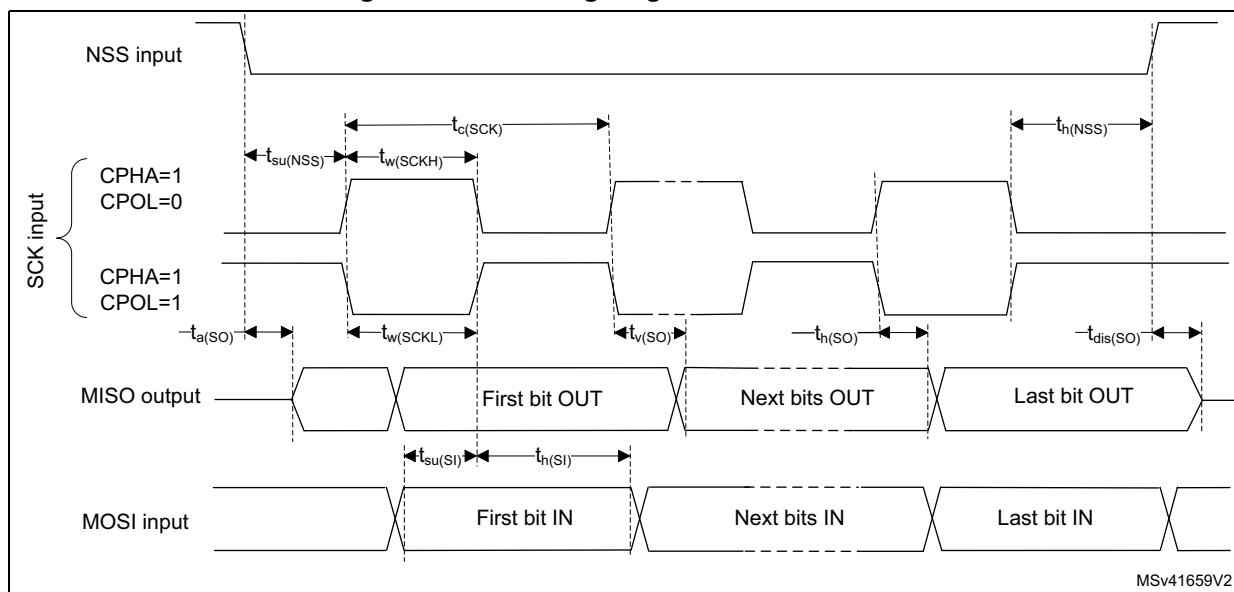 NSS input
tc(SCK)
th(NSS)
tsu(NSS)
tw(SCKH)
CPHA=1
CPOL=0
SCK input
CPHA=1
CPOL=1
ta(SO)
tw(SCKL)
tv(SO)
th(SO)
tdis(SO)
MISO output
First bit OUT
Next bits OUT
Last bit OUT
tsu(SI)
th(SI)
MOSI input
First bit IN
Next bits IN
Last bit IN
MSv41659V2